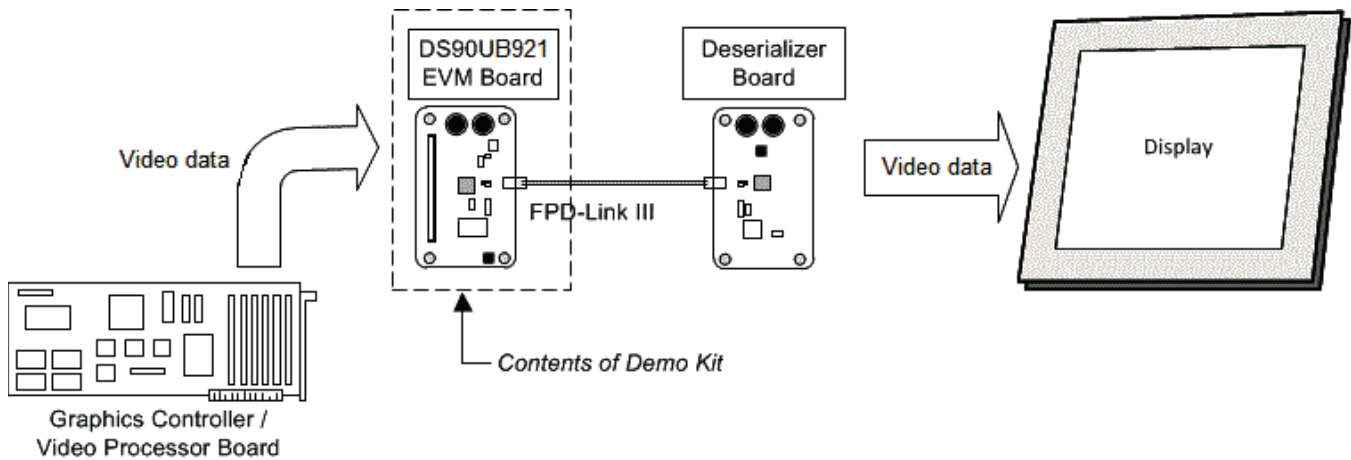 DS90UB921
EVM Board
Deserializer
Board
Video data
FPD-Link III
Video data
Display
Contents of Demo Kit
Graphics Controller /
Video Processor Board